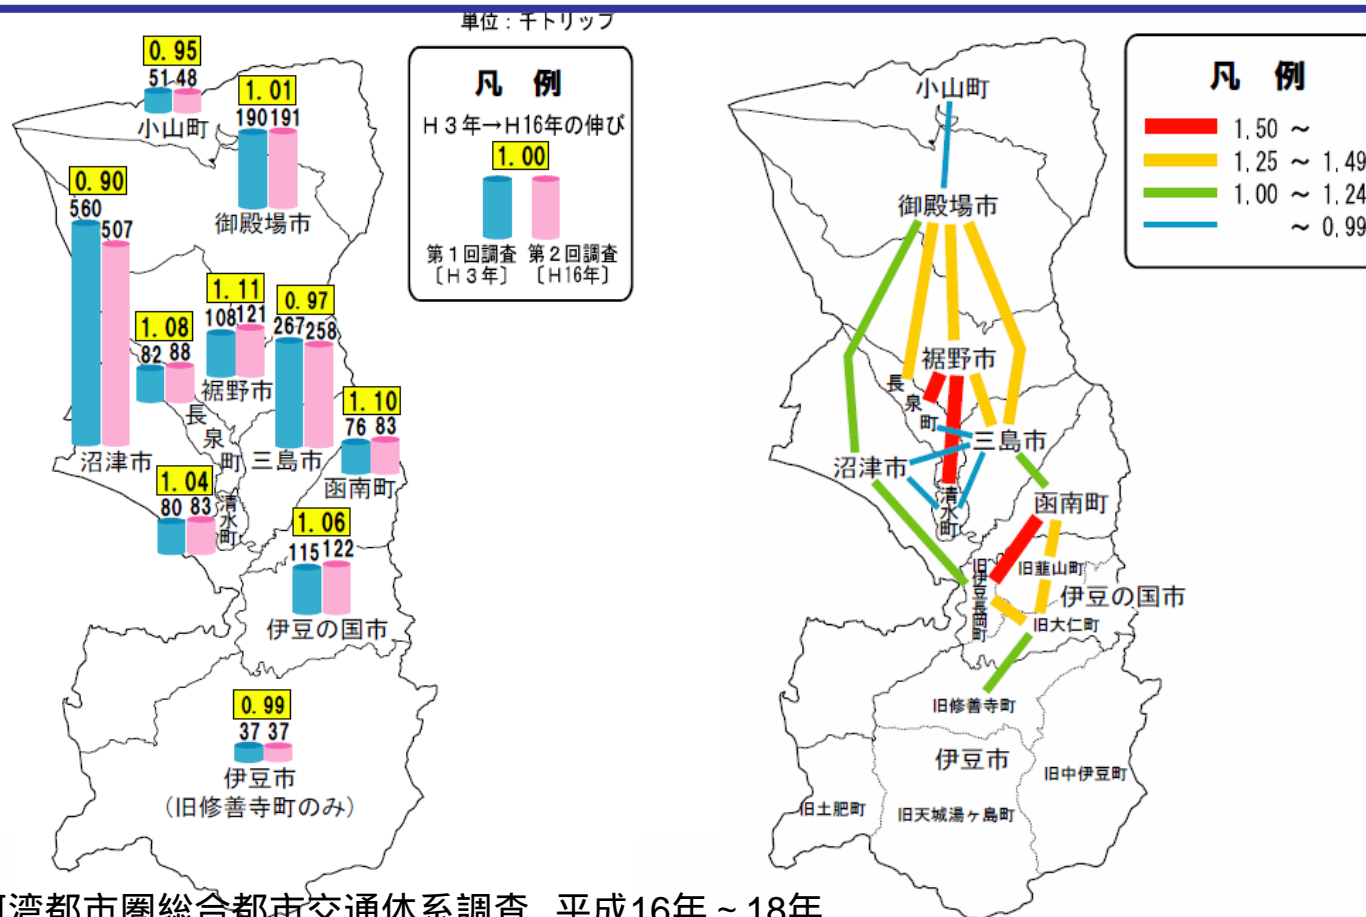 単位：千トリップ
凡 例
H３年→H16年の伸び
1.00
第１回調査 第２回調査
〔H３年〕 〔H16年〕
0.95
51 48
小山町
1.01
190 191
御殿場市
0.90
560
507
沼津市
1.11
108 121
裾野市
0.97
267 258
三島市
1.08
82 88
長泉町
1.10
76 83
函南町
1.04
80 83
清水町
1.06
115 122
伊豆の国市
0.99
37 37
伊豆市
(旧修善寺町のみ)
凡 例
1.50 ～
1.25 ～ 1.49
1.00 ～ 1.24
～ 0.99
小山町
御殿場市
裾野市
長泉町
三島市
沼津市
清水町
函南町
旧伊豆長岡町
旧韮山町
伊豆の国市
旧大仁町
旧修善寺町
伊豆市
旧中伊豆町
旧土肥町
旧天城湯ヶ島町
湾都市圏総合都市交通体系調査 平成16年～18年